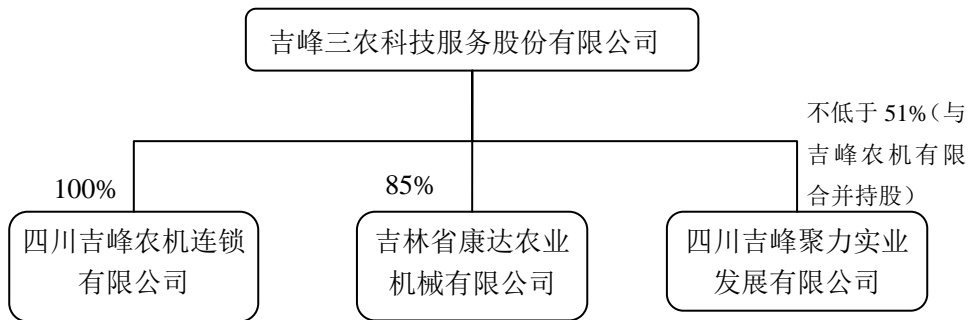 吉峰三农科技服务股份有限公司
不低于 51%（与
吉峰农机有限
合并持股）
100%
85%
四川吉峰农机连锁
有限公司
吉林省康达农业
机械有限公司
四川吉峰聚力实业
发展有限公司